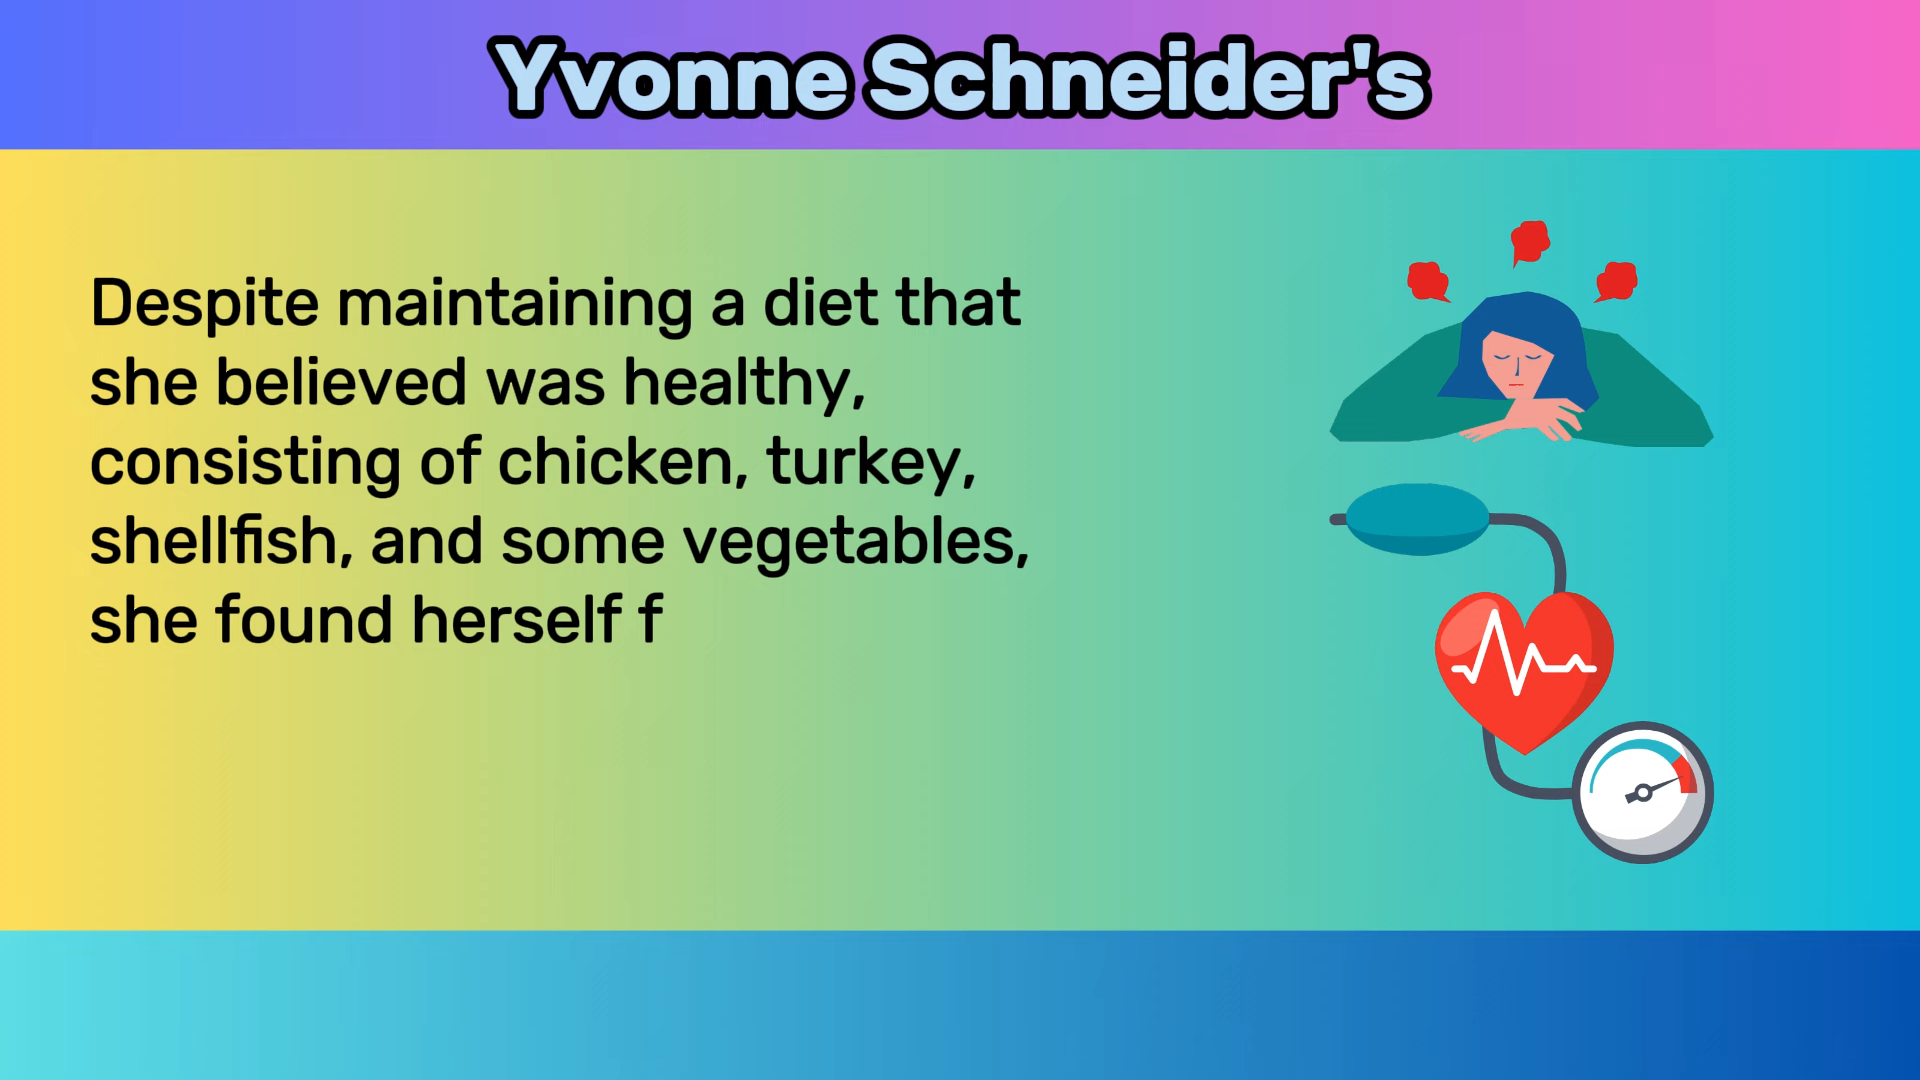 Yvonne Schneider's
Despite maintaining a diet that
she believed was healthy,
consisting of chicken, turkey,
shellfish, and some vegetables,
she found herself f